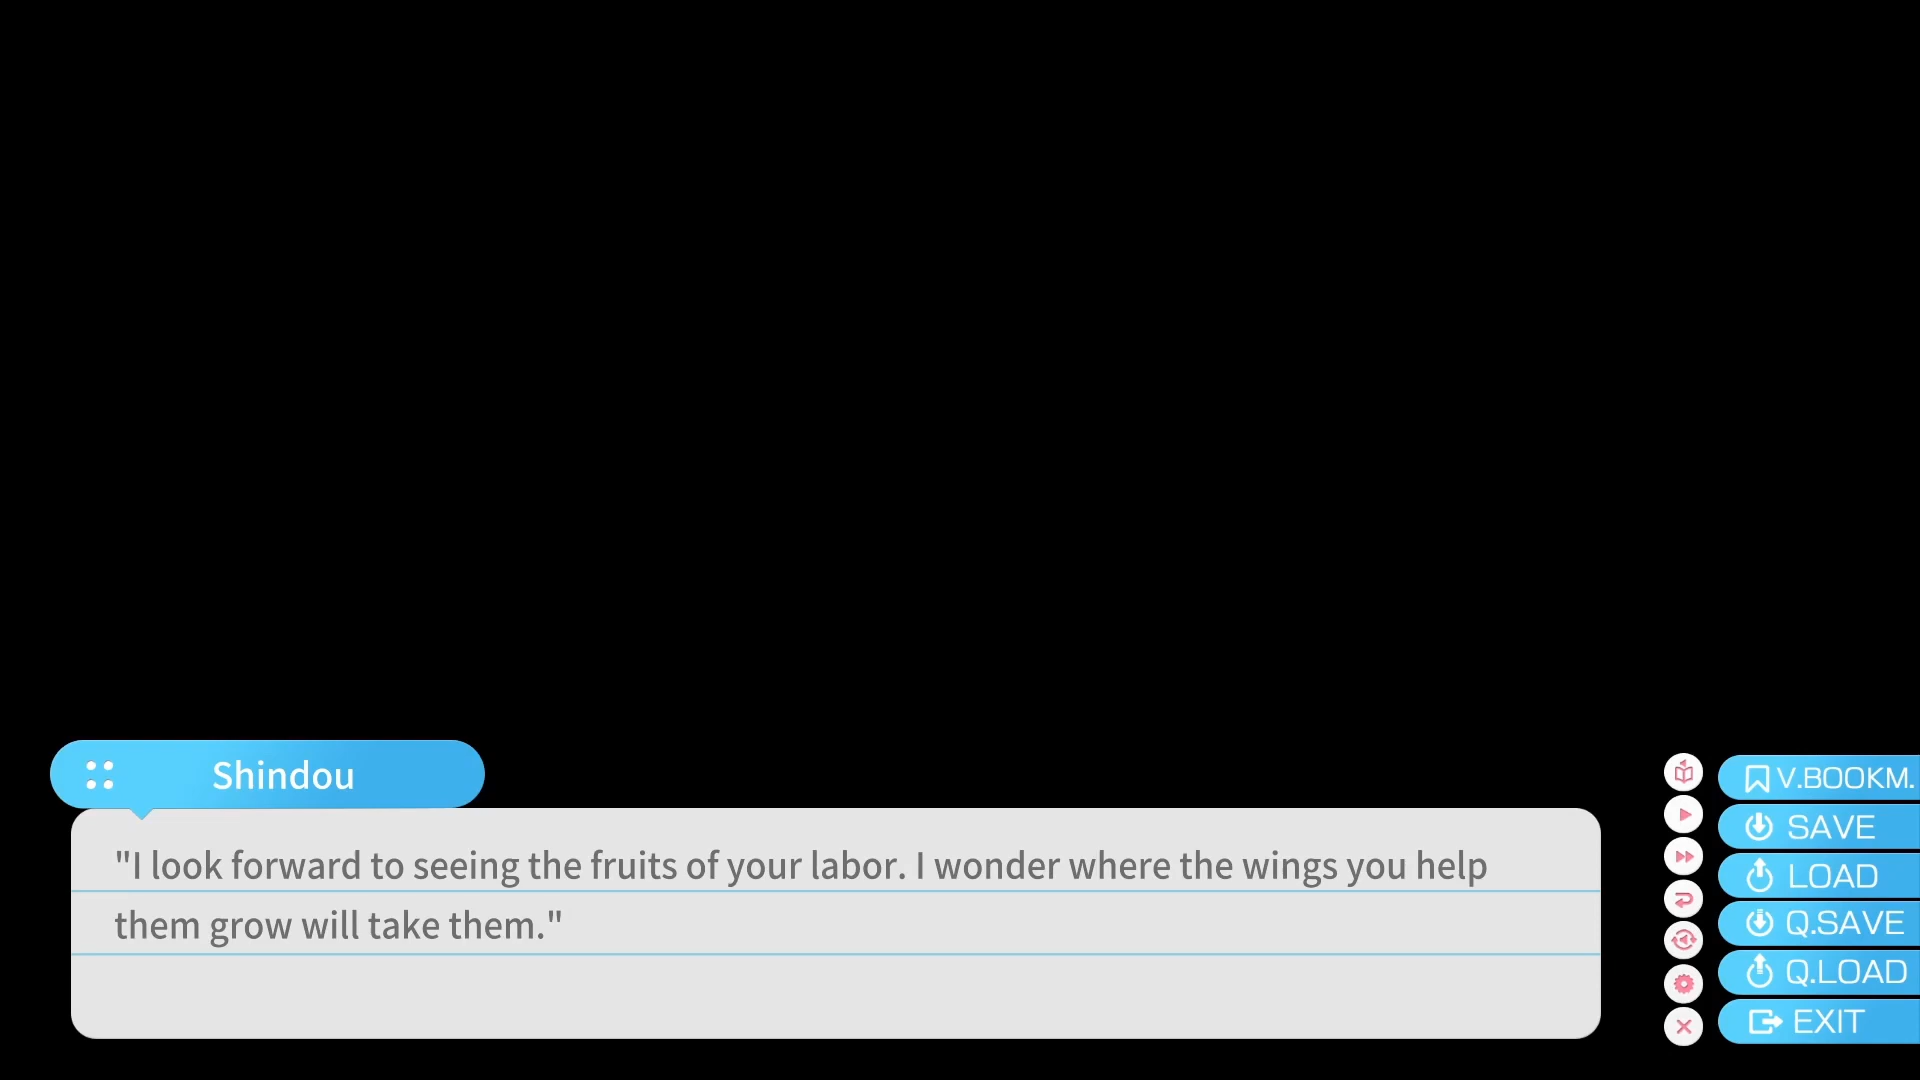 Shindou
"I look forward to seeing the fruits of your labor. I wonder where the wings you help
them grow will take them."
V.BOOKM.
SAVE
LOAD
Q.SAVE
Q.LOAD
EXIT